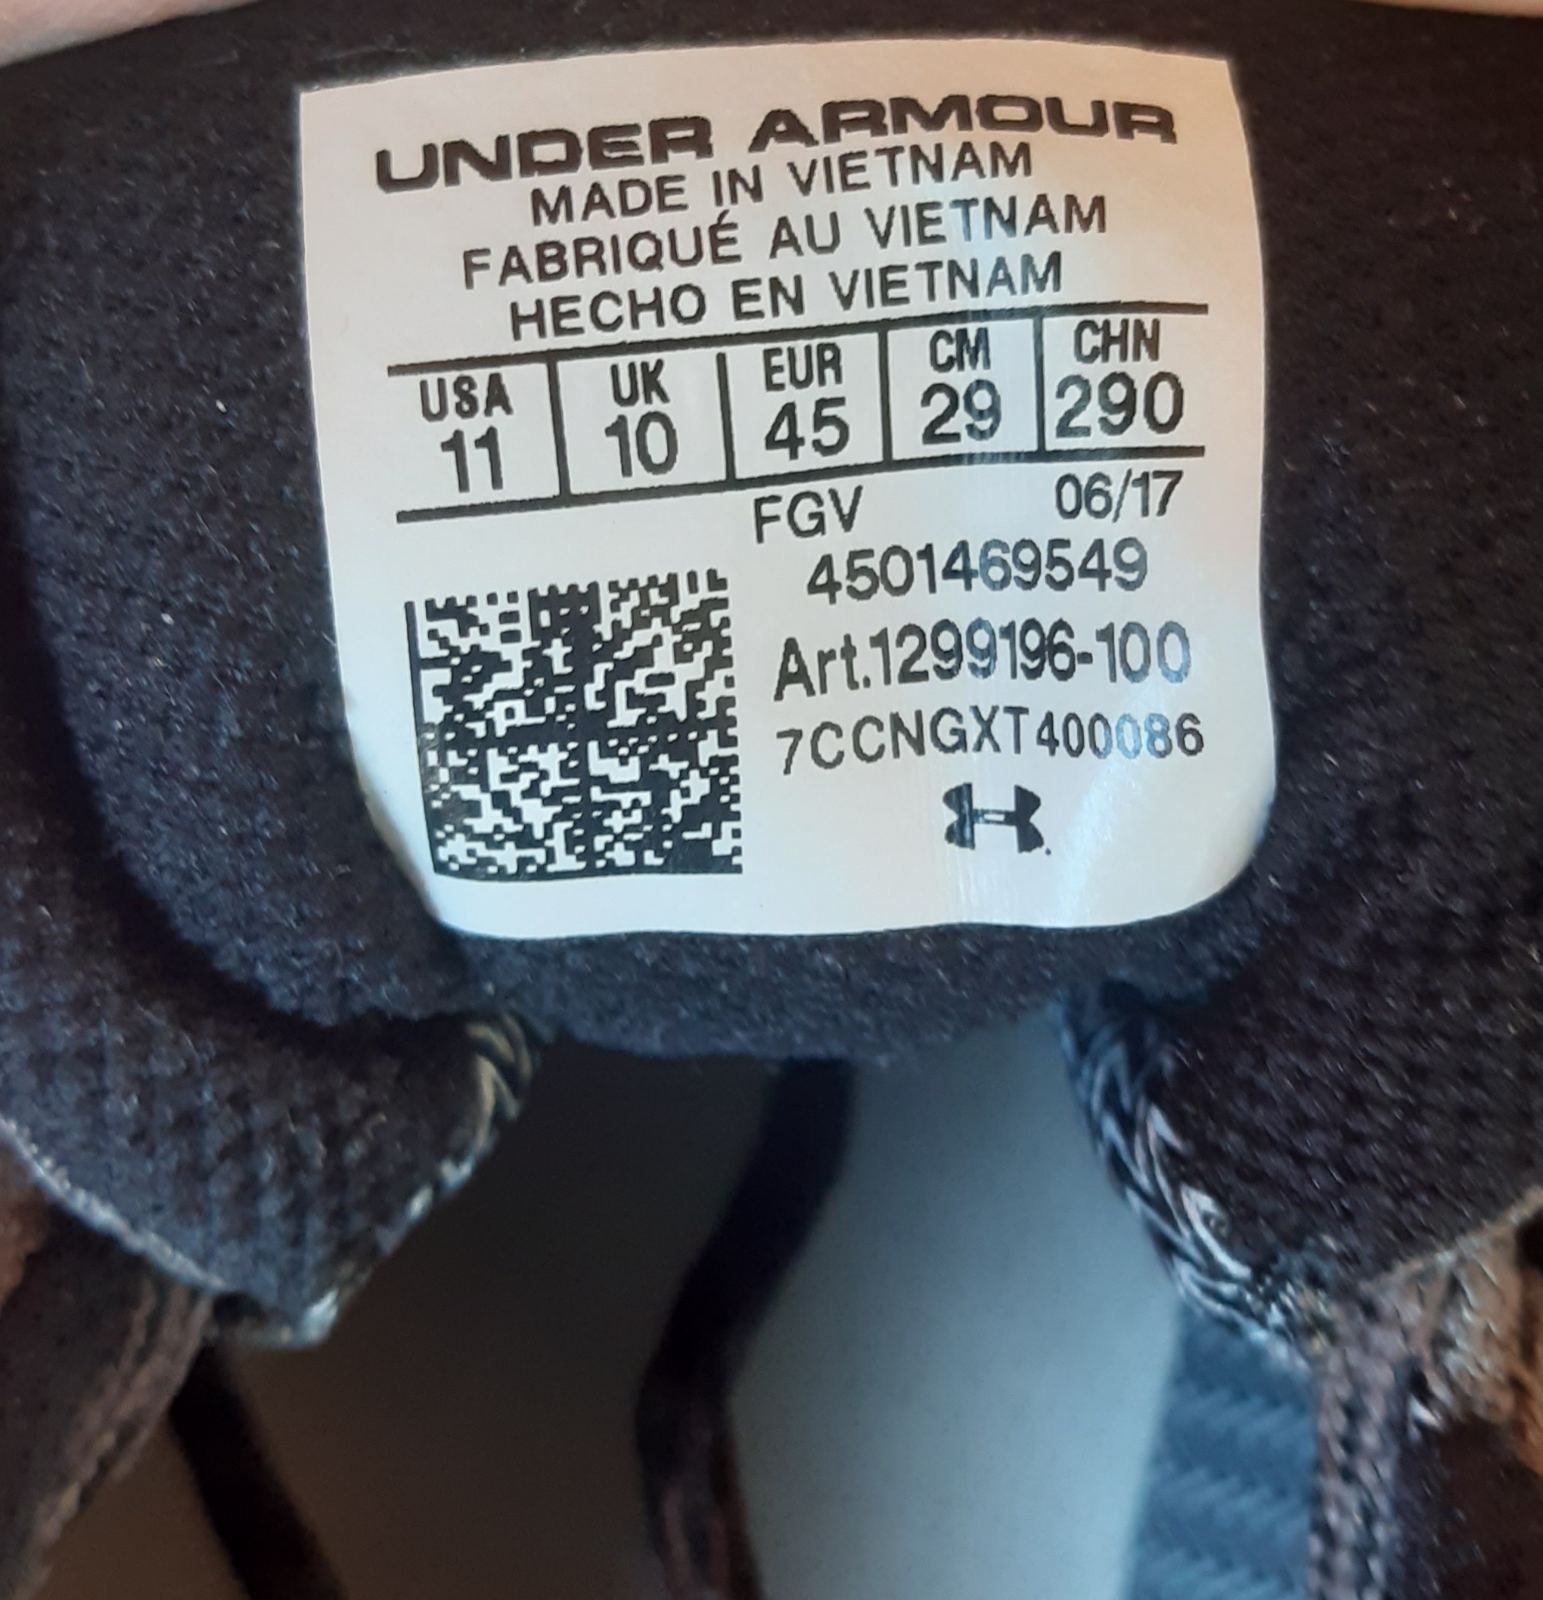 UNDER ARMOUR
MADE IN VIETNAM
FABRIQUÉ AU VIETNAM
HECHO EN VIETNAM
USA UK EUR CM CHN
11 10 45 29 290
FGV 06/17
4501469549
Art.1299196-100
7CCNGXT400086